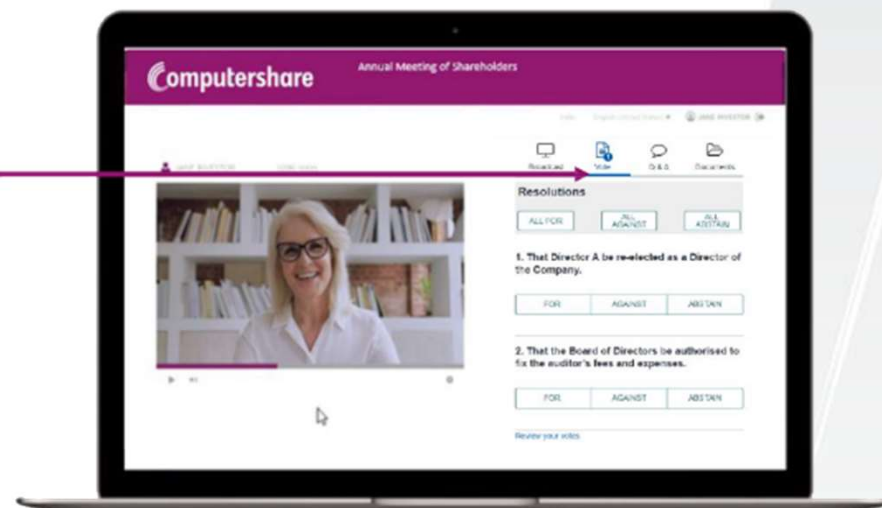 Computershare
Annual Meeting of Shareholders
JANE INVESTOR
Broadcast Vote Q & A Documents
Resolutions
ALL FOR
ALL AGAINST
ALL ABSTAIN
1. That Director A be re-elected as a Director of
the Company.
FOR AGAINST ABSTAIN
2. That the Board of Directors be authorised to
fix the auditor's fees and expenses.
FOR AGAINST ABSTAIN
Review your votes